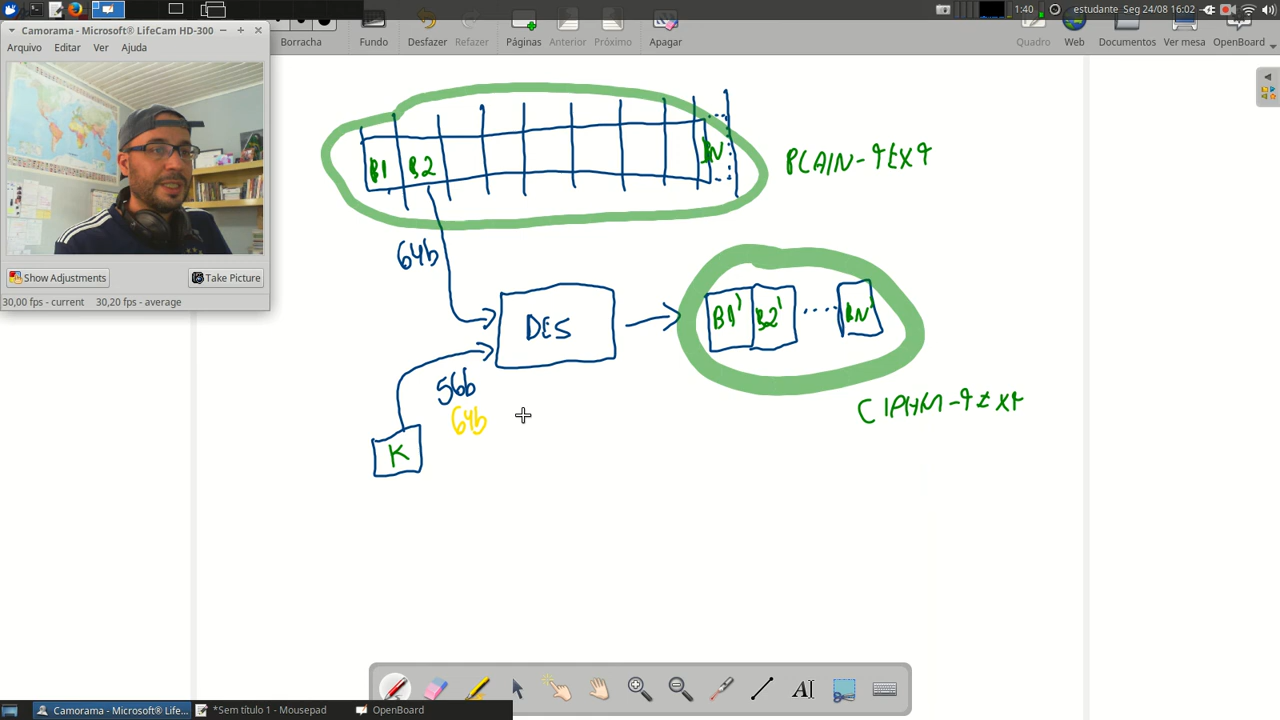 1:40
estudante Seg 24/08 16:02
Camorama - Microsoft® LifeCam HD-300
Arquivo Editar Ver Ajuda
Borracha Fundo Desfazer Refazer Páginas Anterior Próximo Apagar Quadro Web Documentos Ver mesa OpenBoard
B1 B2 BN
PLAIN-TEXT
64b
Show Adjustments Take Picture
30,00 fps - current 30,20 fps - average
DES
B1' B2' .... BN'
56b
64b
CIPHM-TEXT
K
AI
Camorama - Microsoft® Life... *Sem título 1 - Mousepad OpenBoard